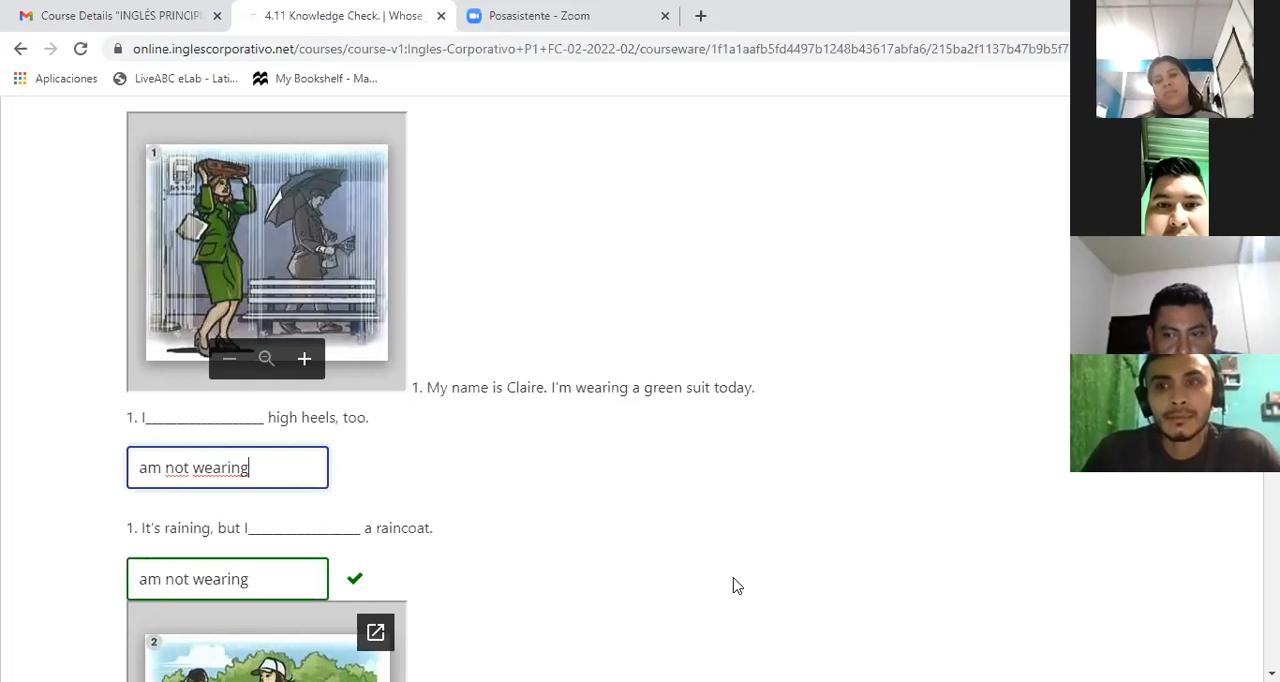 Course Details "INGLÉS PRINCIPI
4.11 Knowledge Check. | Whose
Posasistente - Zoom
online.inglescorporativo.net/courses/course-v1:Ingles-Corporativo+P1+FC-02-2022-02/courseware/1f1a1aafb5fd4497b1248b43617abfa6/215ba2f1137b47b9b5f7
Aplicaciones
LiveABC eLab - Lati...
My Bookshelf - Ma...
1
1. My name is Claire. I'm wearing a green suit today.
1. I__________________ high heels, too.
am not wearing
1. It's raining, but I_________________ a raincoat.
am not wearing
2